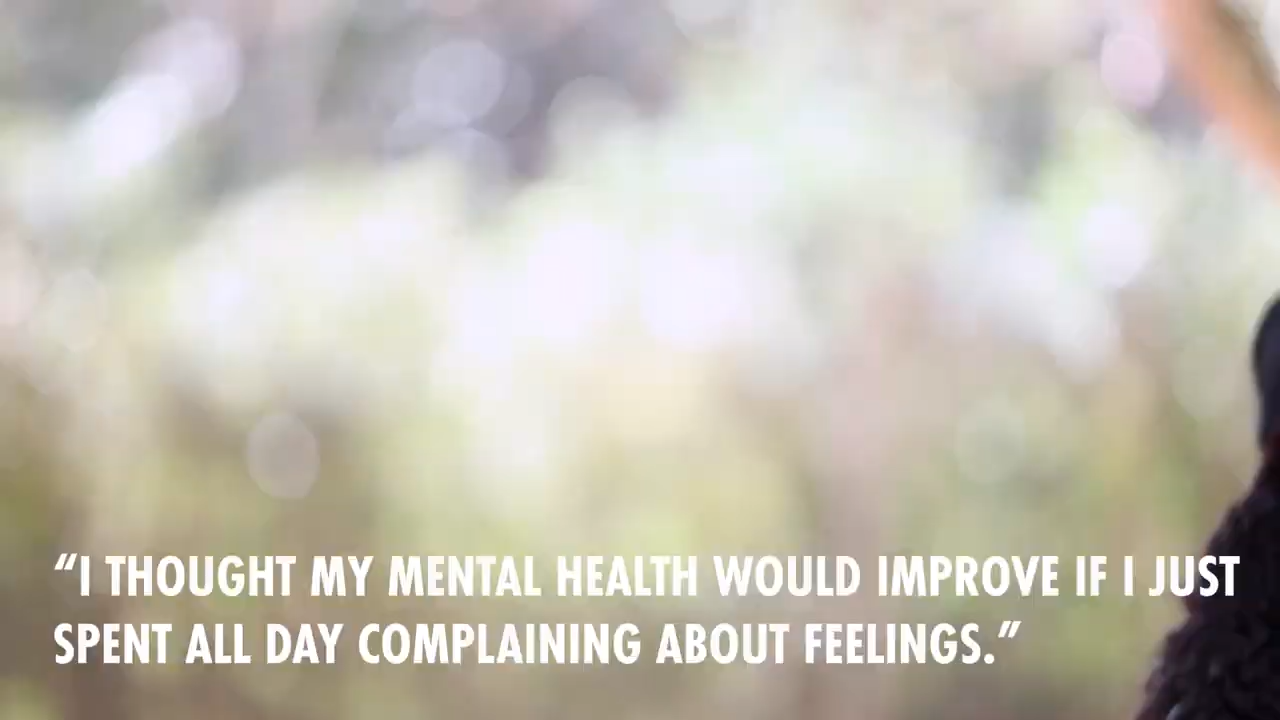 “I THOUGHT MY MENTAL HEALTH WOULD IMPROVE IF I JUST
SPENT ALL DAY COMPLAINING ABOUT FEELINGS.”